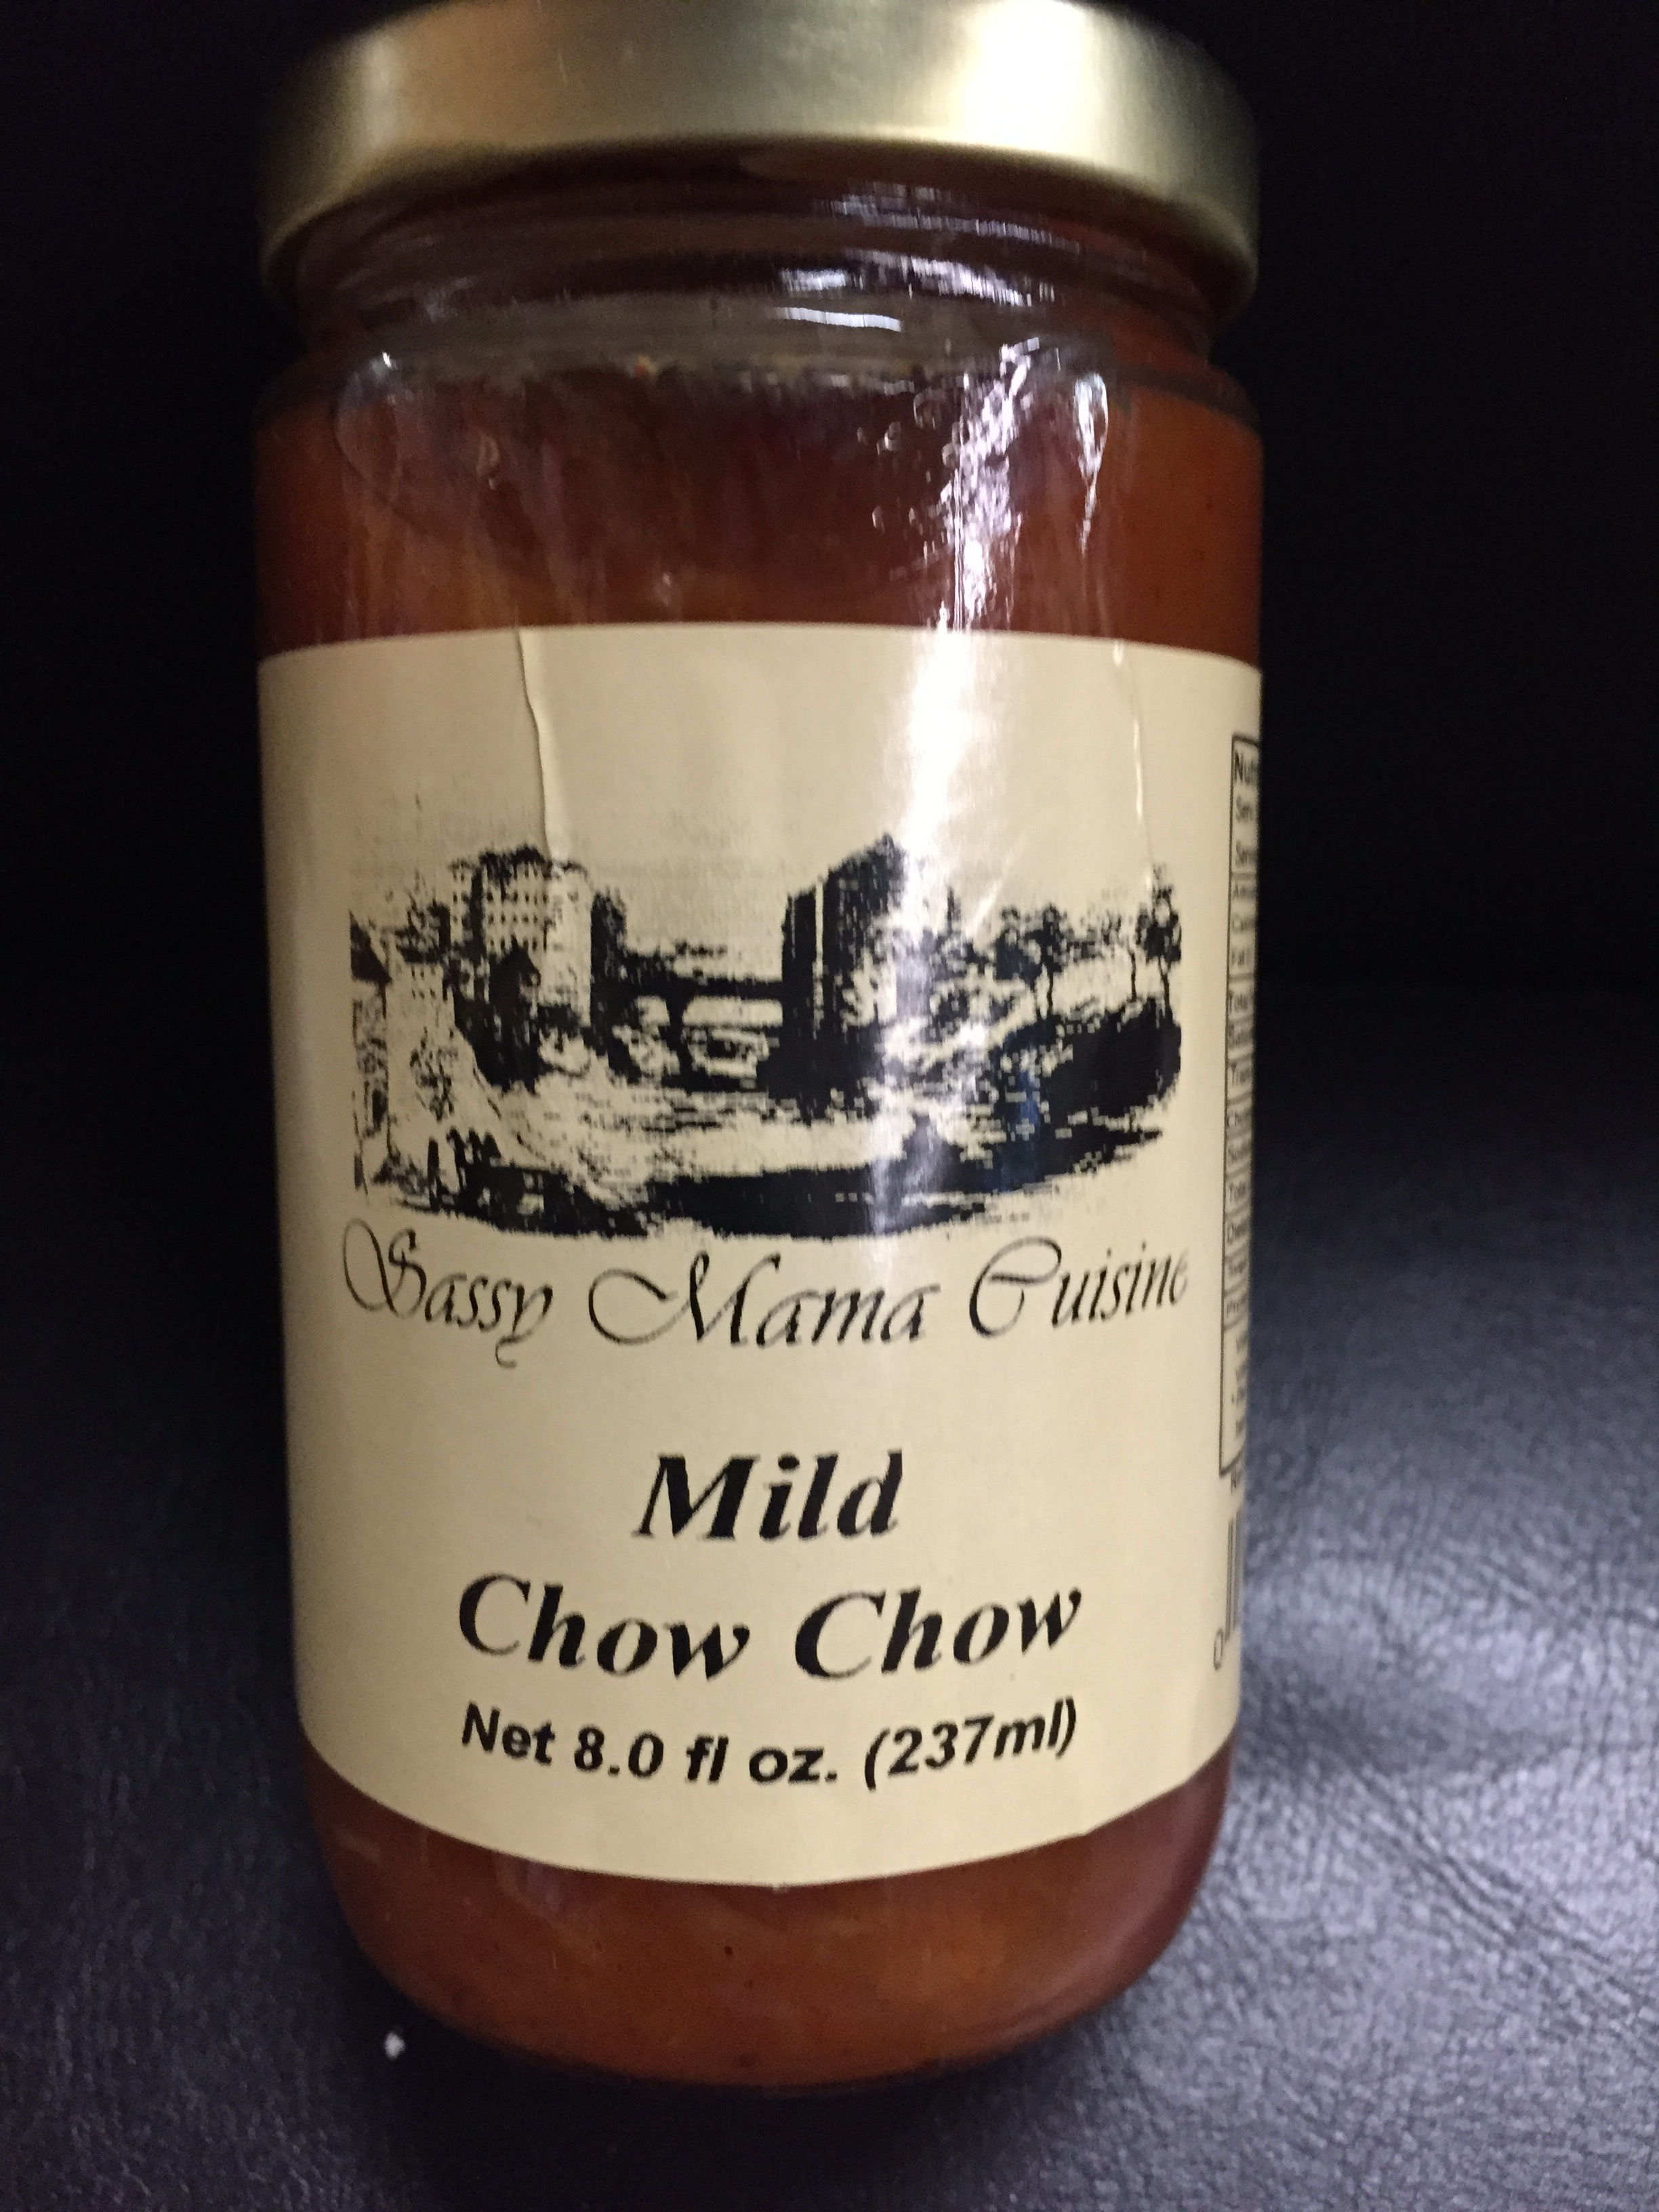 Sassy Mama Cuisine
Mild
Chow Chow
Net 8.0 fl oz. (237ml)